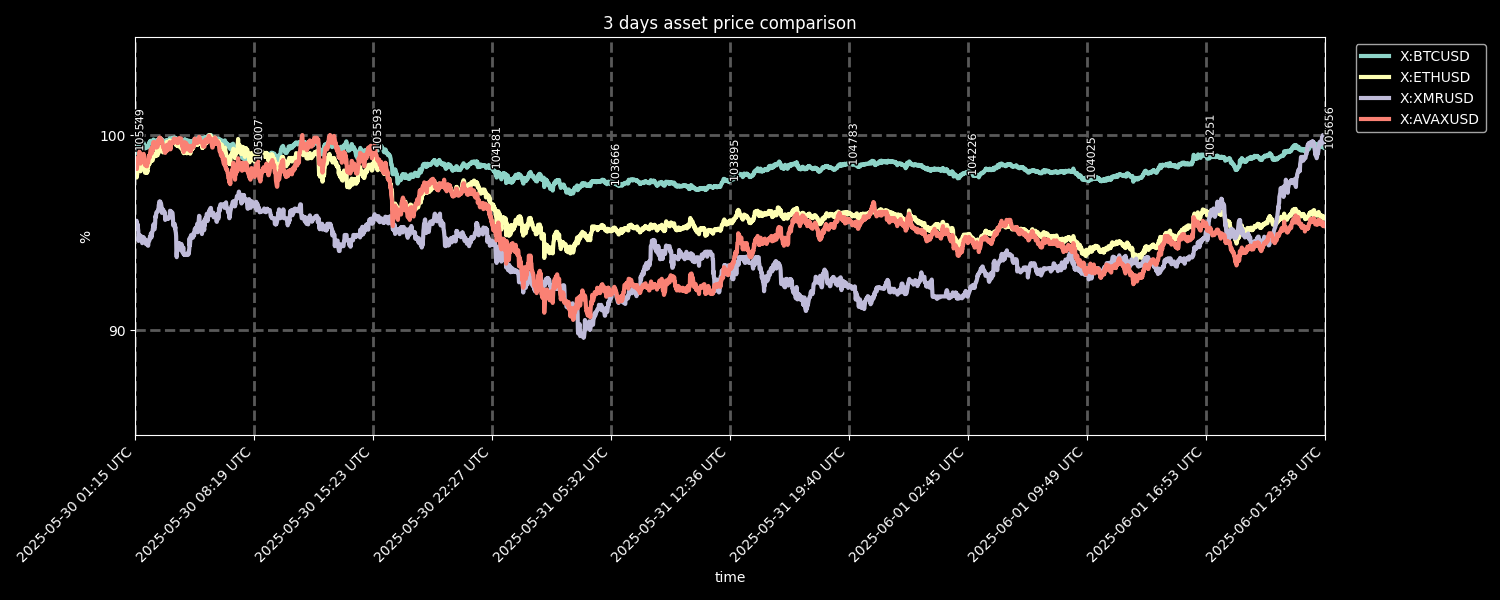 3 days asset price comparison
X:BTCUSD
X:ETHUSD
X:XMRUSD
X:AVAXUSD
%
100
90
105549
105007
105593
104581
103666
103895
104783
104226
104025
105251
105656
2025-05-30 01:15 UTC
2025-05-30 08:19 UTC
2025-05-30 15:23 UTC
2025-05-30 22:27 UTC
2025-05-31 05:32 UTC
2025-05-31 12:36 UTC
2025-05-31 19:40 UTC
2025-06-01 02:45 UTC
2025-06-01 09:49 UTC
2025-06-01 16:53 UTC
2025-06-01 23:58 UTC
time